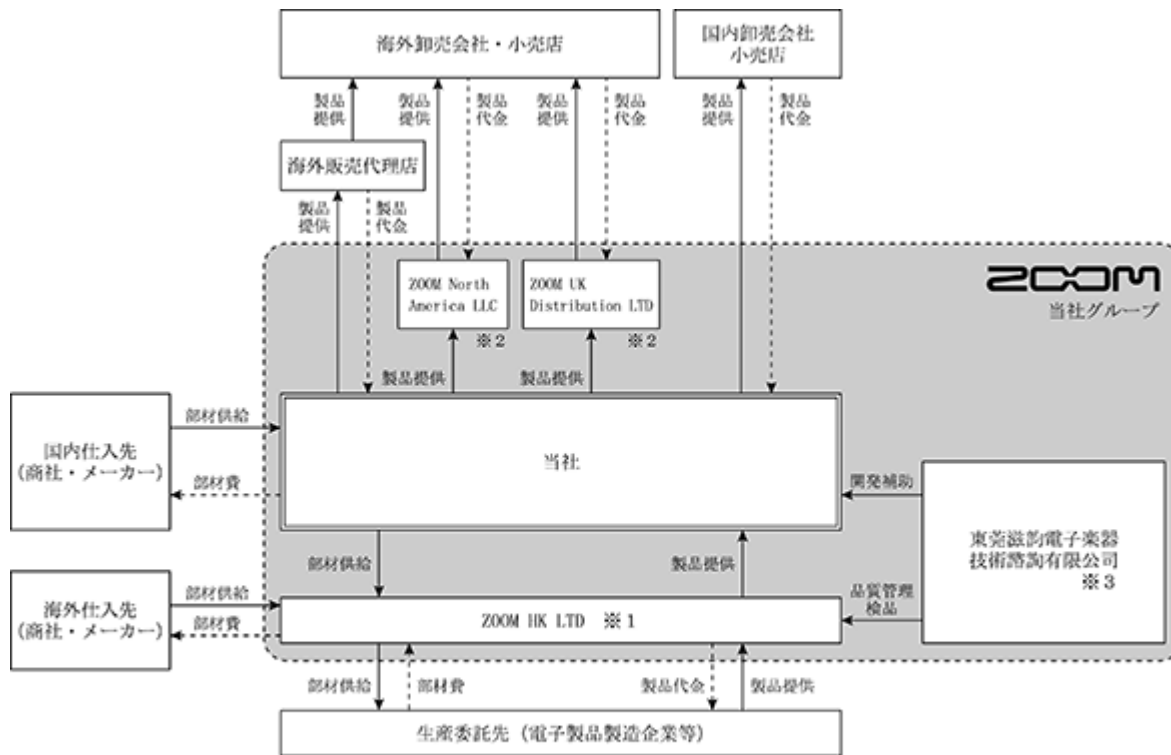 海外卸売会社・小売店
国内卸売会社
小売店
製品
提供
製品
提供
製品
代金
製品
提供
製品
代金
製品
提供
製品
代金
海外販売代理店
製品
提供
製品
代金
ZOOM North
America LLC
※2
ZOOM UK
Distribution LTD
※2
ZOOM
当社グループ
製品提供
製品提供
国内仕入先
(商社・メーカー)
部材供給
部材費
当社
開発補助
東莞滋韵電子楽器
技術諮詢有限公司
※3
部材供給
製品提供
品質管理
検品
海外仕入先
(商社・メーカー)
部材供給
部材費
ZOOM HK LTD ※1
部材供給
部材費
製品代金
製品提供
生産委託先（電子製品製造企業等）